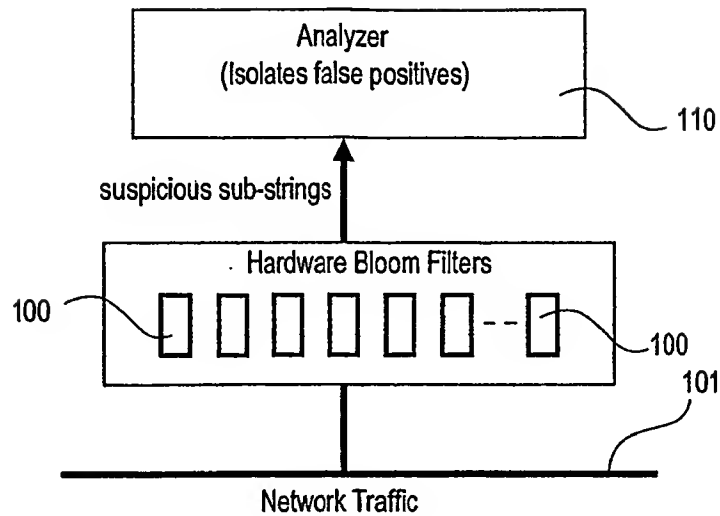 Analyzer
(Isolates false positives)
110
suspicious sub-strings
Hardware Bloom Filters
100
100
101
Network Traffic